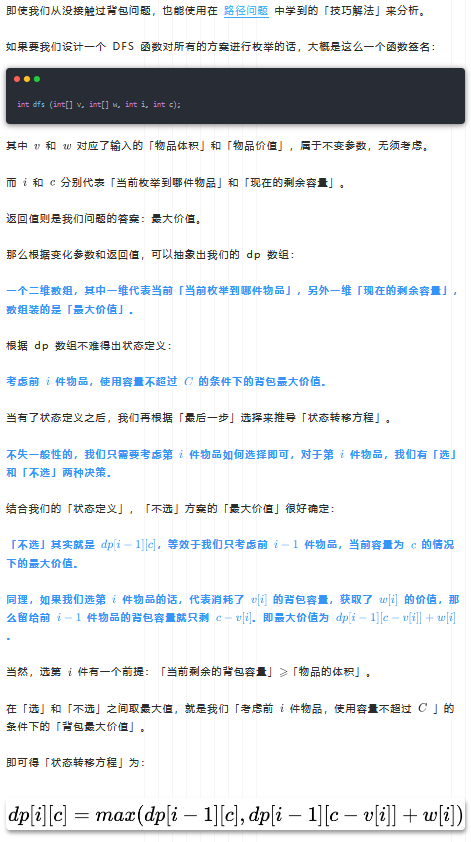 即使我们从没接触过背包问题，也能使用在 路径问题 中学到的「技巧解法」来分析。
如果要我们设计一个 DFS 函数对所有的方案进行枚举的话，大概是这么一个函数签名：
int dfs (int[] v, int[] w, int i, int c);
其中 v 和 w 对应了输入的「物品体积」和「物品价值」，属于不变参数，无须考虑。
而 i 和 c 分别代表「当前枚举到哪件物品」和「现在的剩余容量」。
返回值则是我们问题的答案：最大价值。
那么根据变化参数和返回值，可以抽象出我们的 dp 数组：
一个二维数组，其中一维代表当前「当前枚举到哪件物品」，另外一维「现在的剩余容量」，
数组装的是「最大价值」。
根据 dp 数组不难得出状态定义：
考虑前 i 件物品，使用容量不超过 C 的条件下的背包最大价值。
当有了状态定义之后，我们再根据「最后一步」选择来推导「状态转移方程」。
不失一般性的，我们只需要考虑第 i 件物品如何选择即可，对于第 i 件物品，我们有「选」
和「不选」两种决策。
结合我们的「状态定义」，「不选」方案的「最大价值」很好确定：
「不选」其实就是 dp[i−1][c]，等效于我们只考虑前 i−1 件物品，当前容量为 c 的情况
下的最大价值。
同理，如果我们选第 i 件物品的话，代表消耗了 v[i] 的背包容量，获取了 w[i] 的价值，那
么留给前 i−1 件物品的背包容量就只剩 c−v[i]。即最大价值为 dp[i−1][c−v[i]]+w[i]
。
当然，选第 i 件有一个前提：「当前剩余的背包容量」⩾「物品的体积」。
在「选」和「不选」之间取最大值，就是我们「考虑前 i 件物品，使用容量不超过 C 」的
条件下的「背包最大价值」。
即可得「状态转移方程」为：
dp[i][c] = max(dp[i−1][c], dp[i−1][c−v[i]]+w[i])